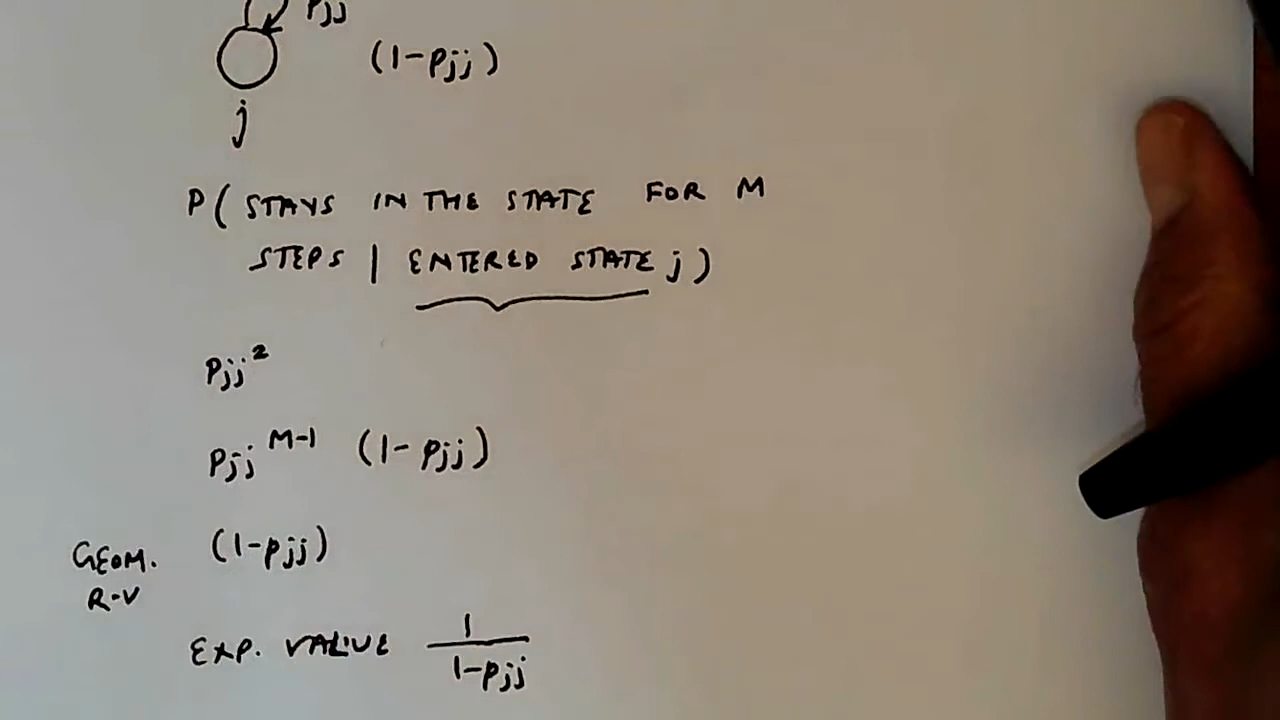 pjj
(1-pjj)
j
P( STAYS IN THE STATE FOR M
STEPS | ENTERED STATE j)
pjj²
pjj^{M-1} (1-pjj)
GEOM. (1-pjj)
R-V
EXP. VALUE \frac{1}{1-pjj}